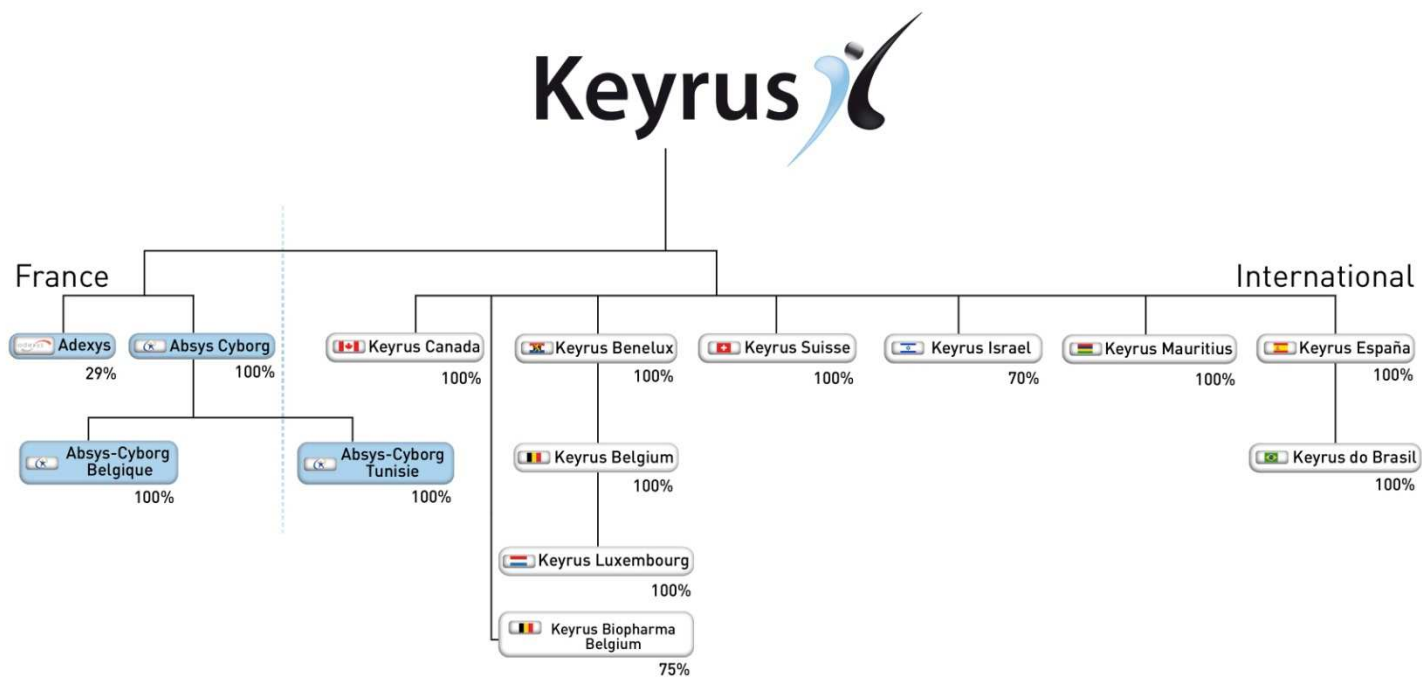 Keyrus
France
International
Adexys
29%
Absys Cyborg
100%
Keyrus Canada
100%
Keyrus Benelux
100%
Keyrus Suisse
100%
Keyrus Israel
70%
Keyrus Mauritius
100%
Keyrus España
100%
Absys-Cyborg
Belgique
100%
Absys-Cyborg
Tunisie
100%
Keyrus Belgium
100%
Keyrus do Brasil
100%
Keyrus Luxembourg
100%
Keyrus Biopharma
Belgium
75%